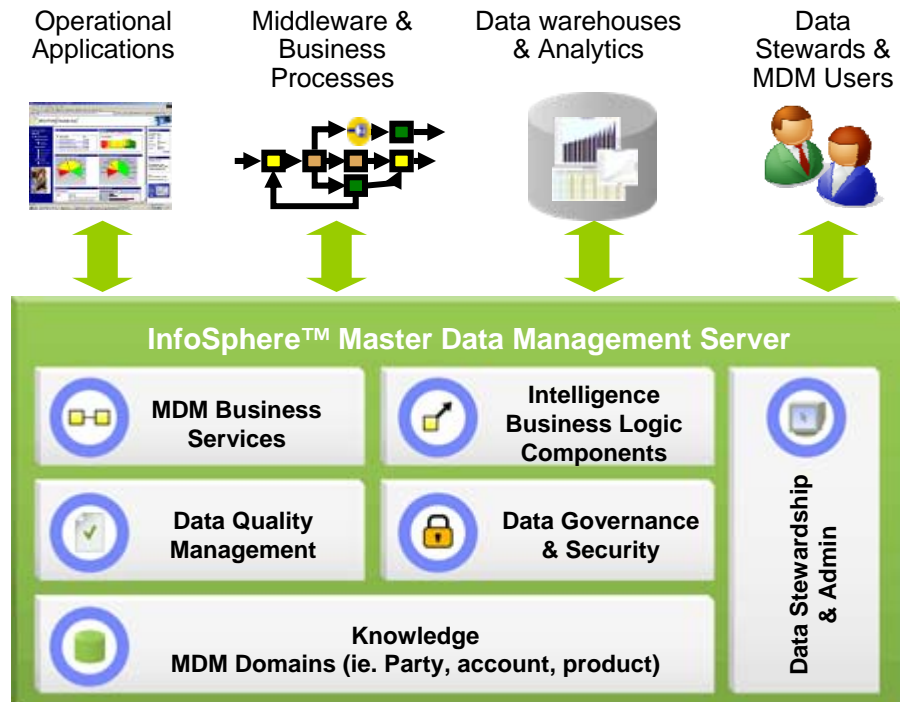 Operational
Applications
Middleware &
Business
Processes
Data warehouses
& Analytics
Data
Stewards &
MDM Users
InfoSphere™ Master Data Management Server
MDM Business
Services
Intelligence
Business Logic
Components
Data Quality
Management
Data Governance
& Security
Knowledge
MDM Domains (ie. Party, account, product)
Data Stewardship
& Admin